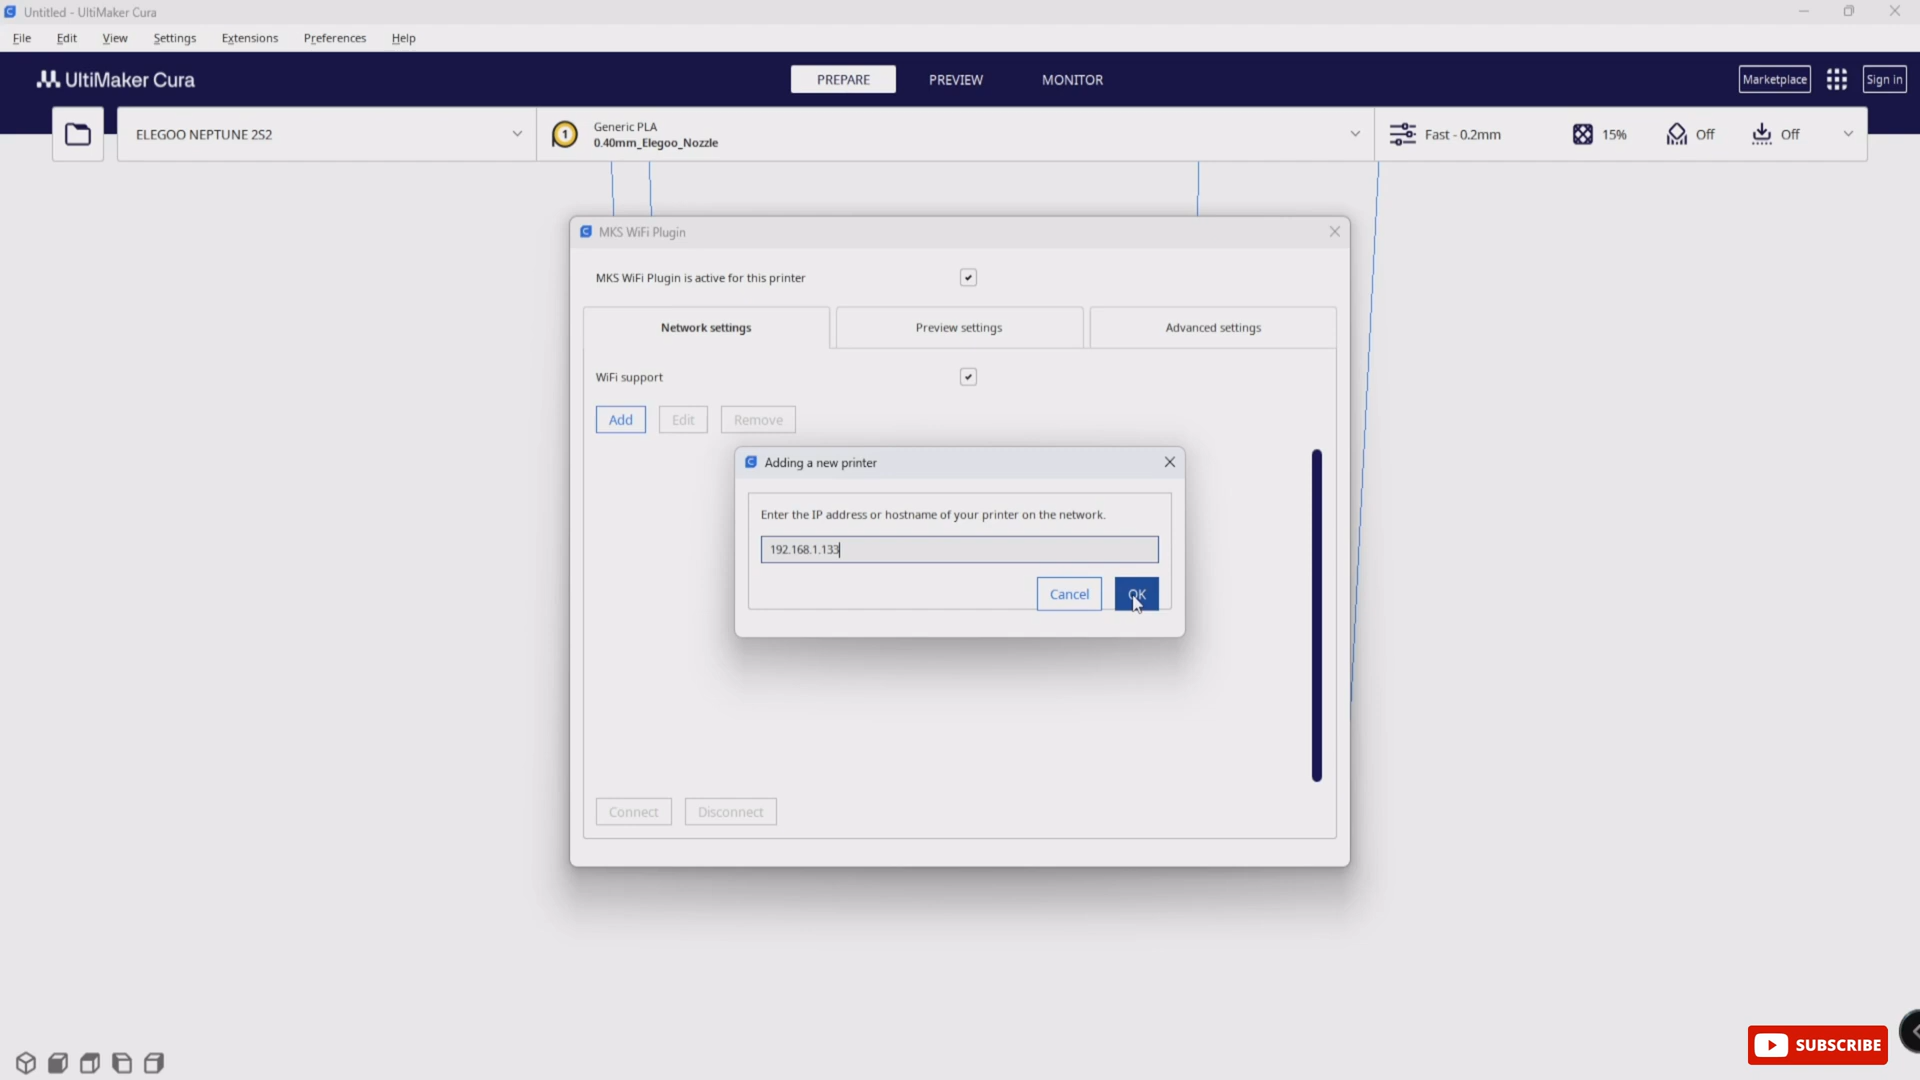 Untitled - UltiMaker Cura
File Edit View Settings Extensions Preferences Help
UltiMaker Cura
PREPARE PREVIEW MONITOR
Marketplace Sign in
ELEGOO NEPTUNE 2S2
1
Generic PLA
0.40mm_Elegoo_Nozzle
Fast - 0.2mm 15% Off Off
MKS WiFi Plugin
MKS WiFi Plugin is active for this printer
Network settings Preview settings Advanced settings
WiFi support
Add Edit Remove
Adding a new printer
Enter the IP address or hostname of your printer on the network.
192.168.1.133
Cancel OK
Connect Disconnect
SUBSCRIBE